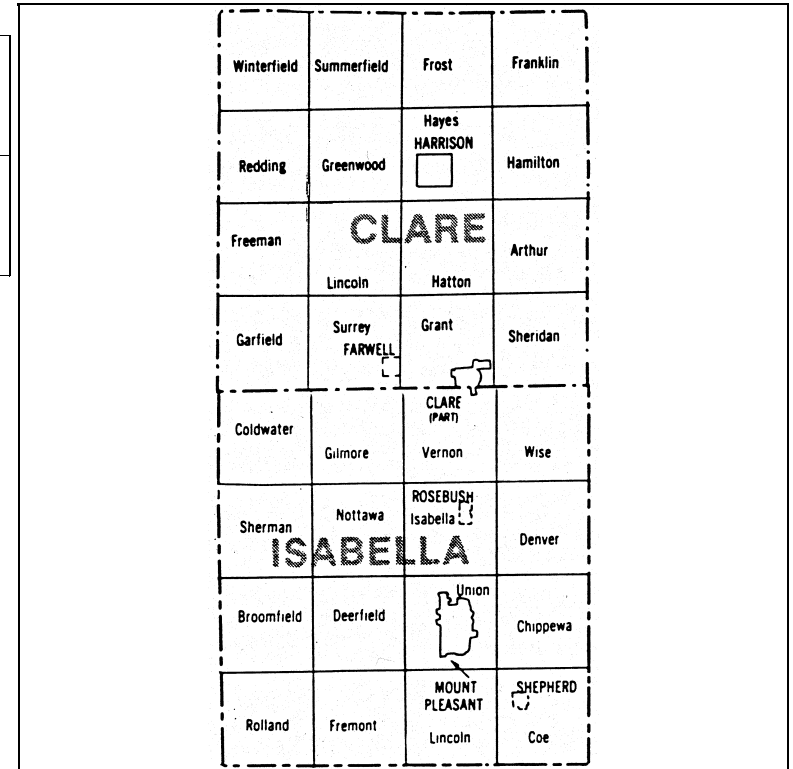 Winterfield Summerfield Frost Franklin
Hayes
HARRISON
Redding Greenwood Hamilton
CLARE
Freeman
Arthur
Lincoln Hatton
Surrey Grant
Garfield Sheridan
FARWELL
CLARE
(PART)
Coldwater
Gilmore Vernon Wise
ROSEBUSH
Nottawa Isabella
Sherman
Denver
ISABELLA
Union
Broomfield Deerfield
Chippewa
MOUNT SHEPHERD
PLEASANT
Rolland Fremont
Lincoln Coe